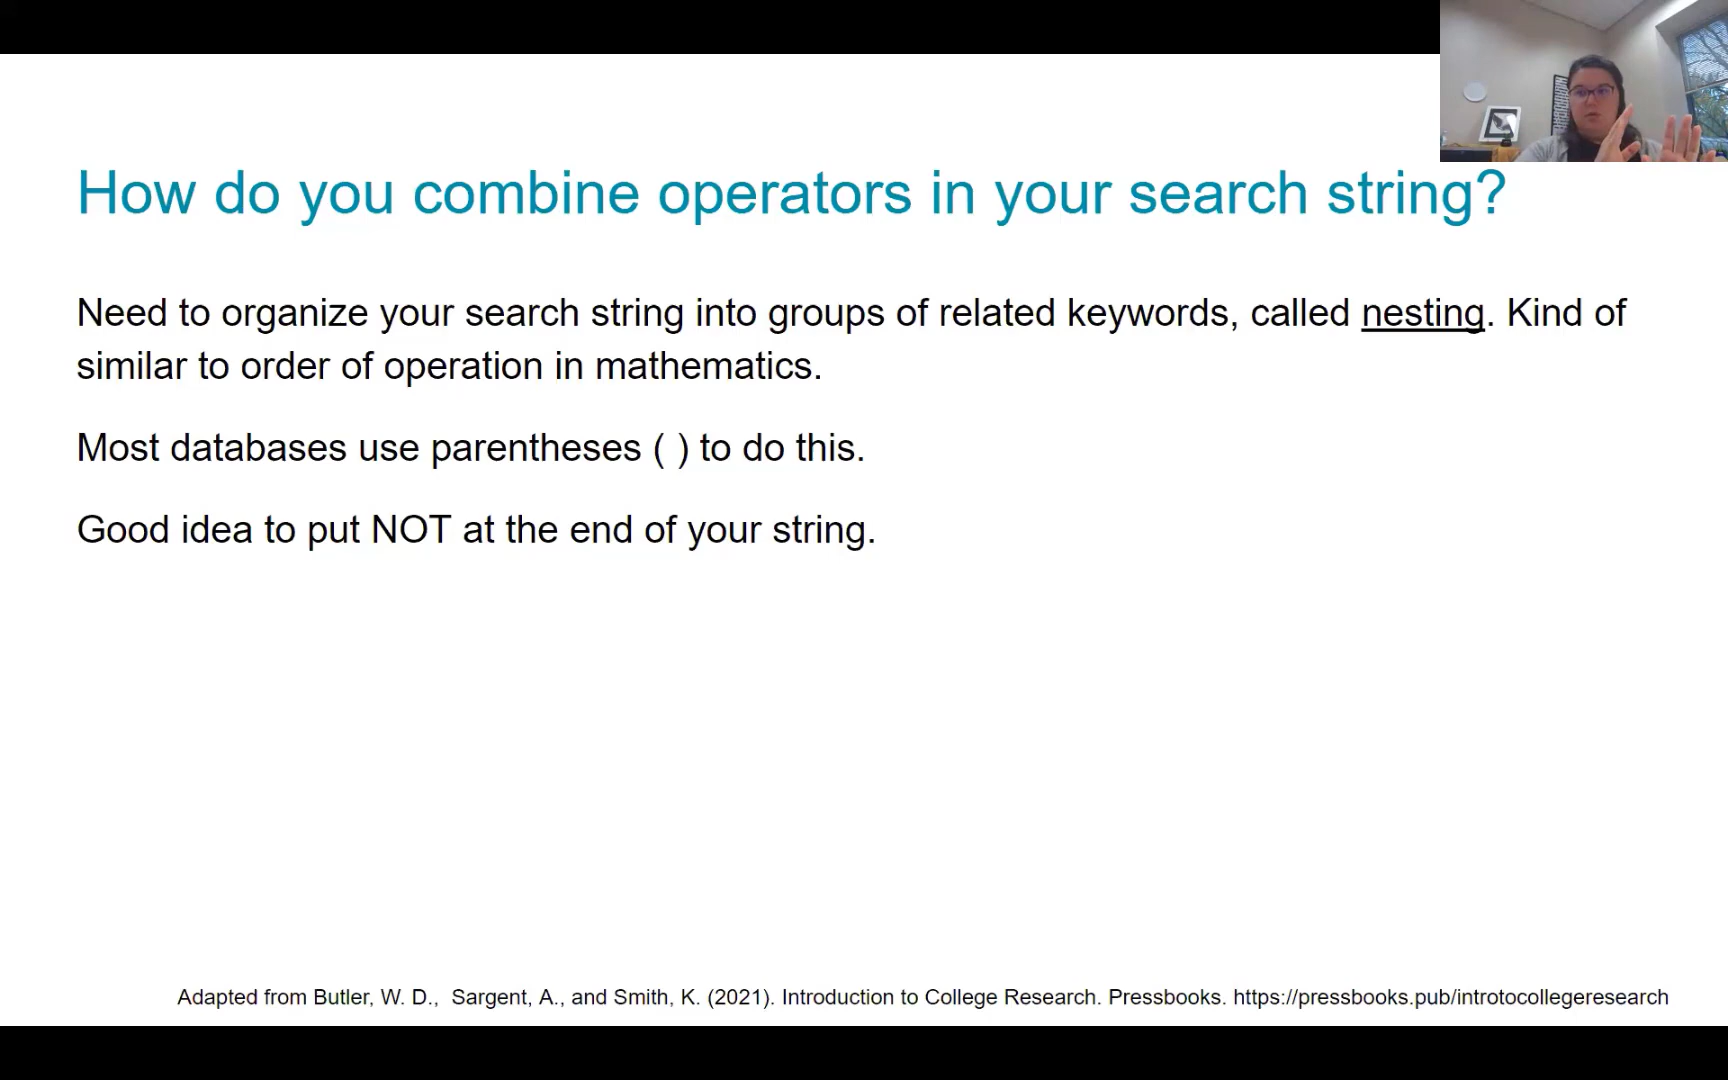 How do you combine operators in your search string?
Need to organize your search string into groups of related keywords, called nesting. Kind of
similar to order of operation in mathematics.
Most databases use parentheses ( ) to do this.
Good idea to put NOT at the end of your string.
Adapted from Butler, W. D.,  Sargent, A., and Smith, K. (2021). Introduction to College Research. Pressbooks. https://pressbooks.pub/introtocollegeresearch